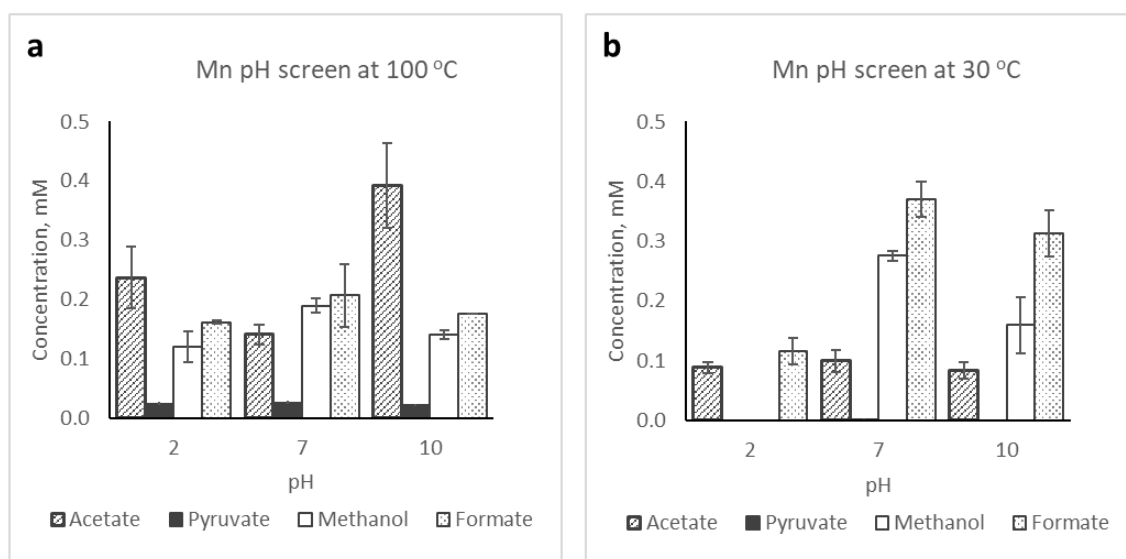 a
Mn pH screen at 100 °C
Concentration, mM
0.5
0.4
0.3
0.2
0.1
0.0
2 7 10
pH
Acetate Pyruvate Methanol Formate
b
Mn pH screen at 30 °C
Concentration, mM
0.5
0.4
0.3
0.2
0.1
0.0
2 7 10
pH
Acetate Pyruvate Methanol Formate